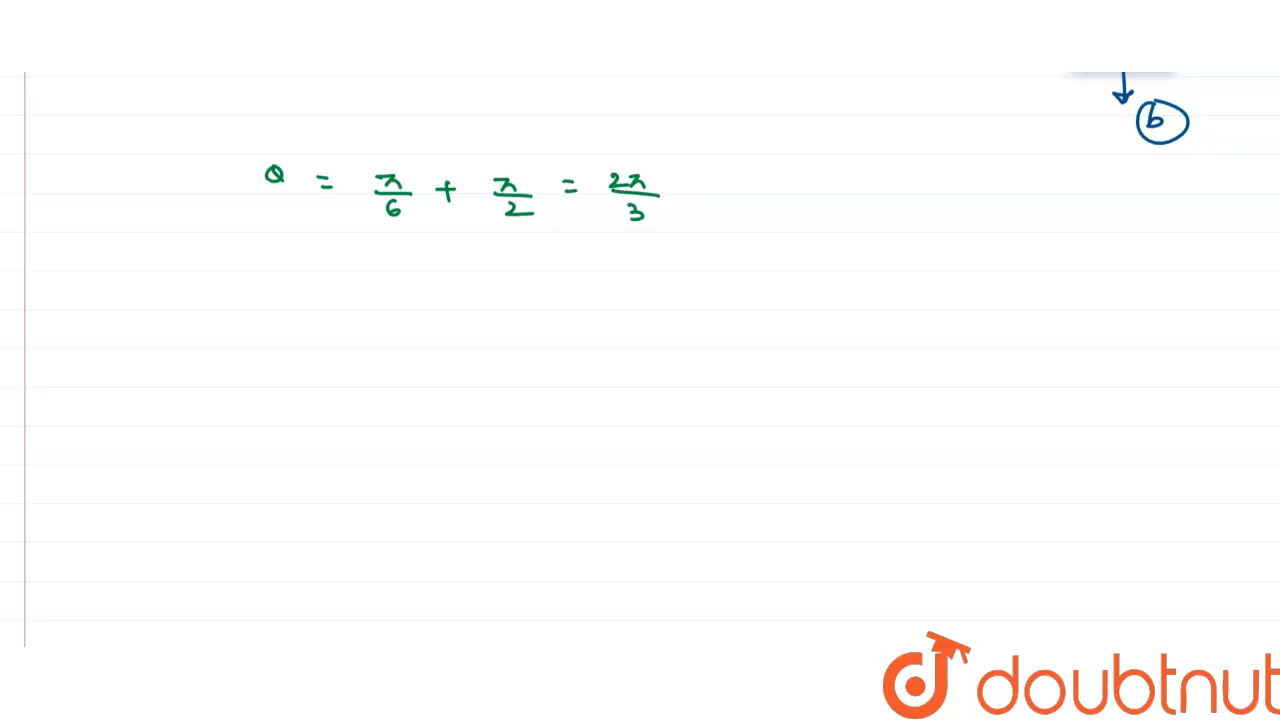 b
θ = π/6 + π/2 = 2π/3
doubtnut